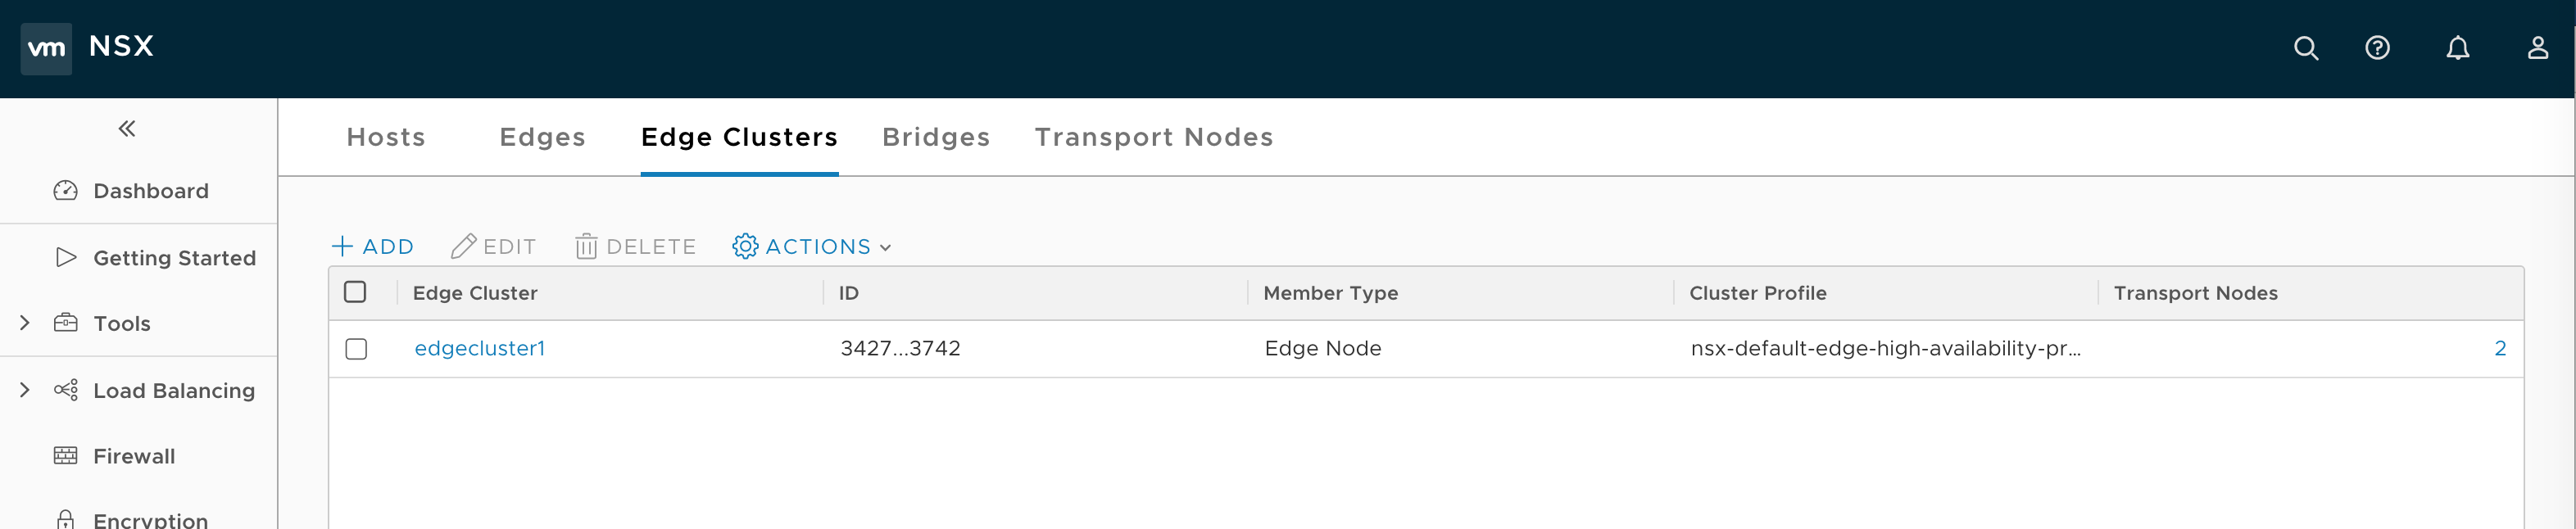 vm NSX
Hosts Edges Edge Clusters Bridges Transport Nodes
Dashboard
Getting Started
Tools
Load Balancing
Firewall
Encryption
+ ADD EDIT DELETE ACTIONS
Edge Cluster ID Member Type Cluster Profile Transport Nodes
edgecluster1 3427...3742 Edge Node nsx-default-edge-high-availability-pr... 2